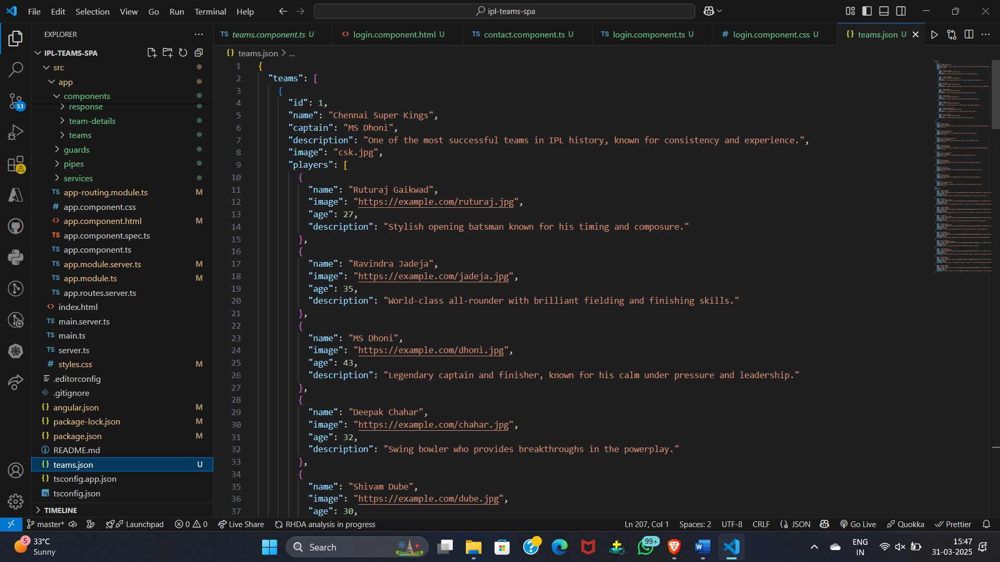 File Edit Selection View Go Run Terminal Help
ipl-teams-spa
EXPLORER
IPL-TEAMS-SPA
src
app
components
response
team-details
teams
guards
pipes
services
TS app-routing.module.ts M
# app.component.css
<> app.component.html M
TS app.component.spec.ts
TS app.component.ts
TS app.module.server.ts M
TS app.module.ts M
TS app.routes.server.ts
<> index.html
TS main.server.ts
TS main.ts
TS server.ts
# styles.css M
.editorconfig
.gitignore
{} angular.json M
{} package-lock.json M
{} package.json M
README.md
{} teams.json U
{} tsconfig.app.json
TS tsconfig.json
TIMELINE
53
TS teams.component.ts U
<> login.component.html U
TS contact.component.ts U
TS login.component.ts U
# login.component.css U
{} teams.json U
{} teams.json > ...
1 {
2 "teams": [
3 {
4 "id": 1,
5 "name": "Chennai Super Kings",
6 "captain": "MS Dhoni",
7 "description": "One of the most successful teams in IPL history, known for consistency and experience.",
8 "image": "csk.jpg",
9 "players": [
10 {
11 "name": "Ruturaj Gaikwad",
12 "image": "https://example.com/ruturaj.jpg",
13 "age": 27,
14 "description": "Stylish opening batsman known for his timing and composure."
15 },
16 {
17 "name": "Ravindra Jadeja",
18 "image": "https://example.com/jadeja.jpg",
19 "age": 35,
20 "description": "World-class all-rounder with brilliant fielding and finishing skills."
21 },
22 {
23 "name": "MS Dhoni",
24 "image": "https://example.com/dhoni.jpg",
25 "age": 43,
26 "description": "Legendary captain and finisher, known for his calm under pressure and leadership."
27 },
28 {
29 "name": "Deepak Chahar",
30 "image": "https://example.com/chahar.jpg",
31 "age": 32,
32 "description": "Swing bowler who provides breakthroughs in the powerplay."
33 },
34 {
35 "name": "Shivam Dube",
36 "image": "https://example.com/dube.jpg",
37 "age": 30,
master* Launchpad 0 0 Live Share RHDA analysis in progress
Ln 207, Col 1 Spaces: 2 UTF-8 CRLF {} JSON Go Live Quokka Prettier
5
33°C
Sunny
Search
99+
ENG
IN
15:47
31-03-2025